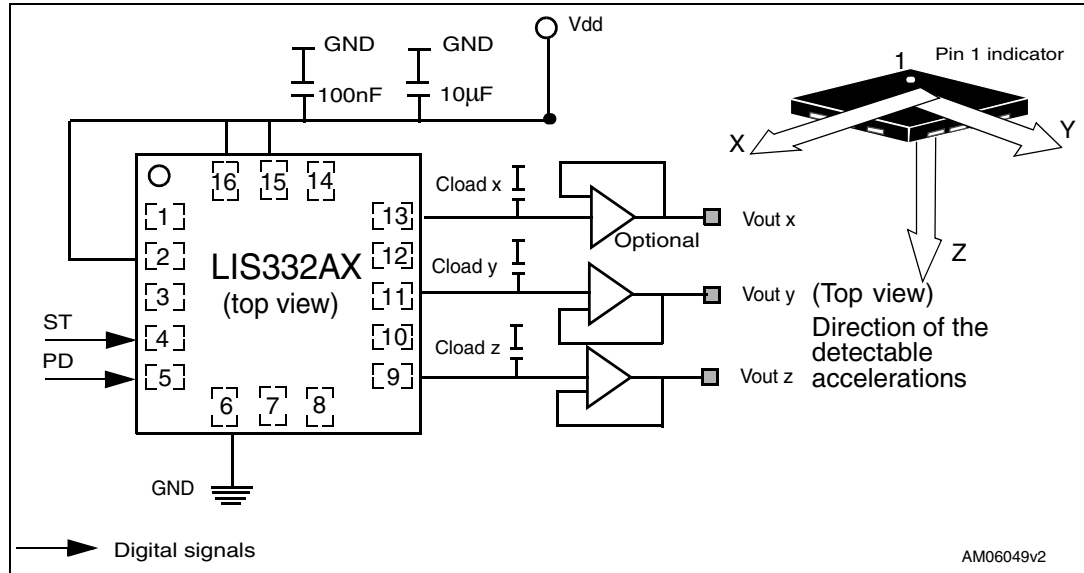 Vdd
GND
GND
100nF
10μF
1
Pin 1 indicator
X
Y
Z
16
15
14
1
2
3
4
5
13
12
11
10
9
6
7
8
LIS332AX
(top view)
ST
PD
GND
Cload x
Cload y
Cload z
Optional
Vout x
Vout y
Vout z
(Top view)
Direction of the
detectable
accelerations
Digital signals
AM06049v2